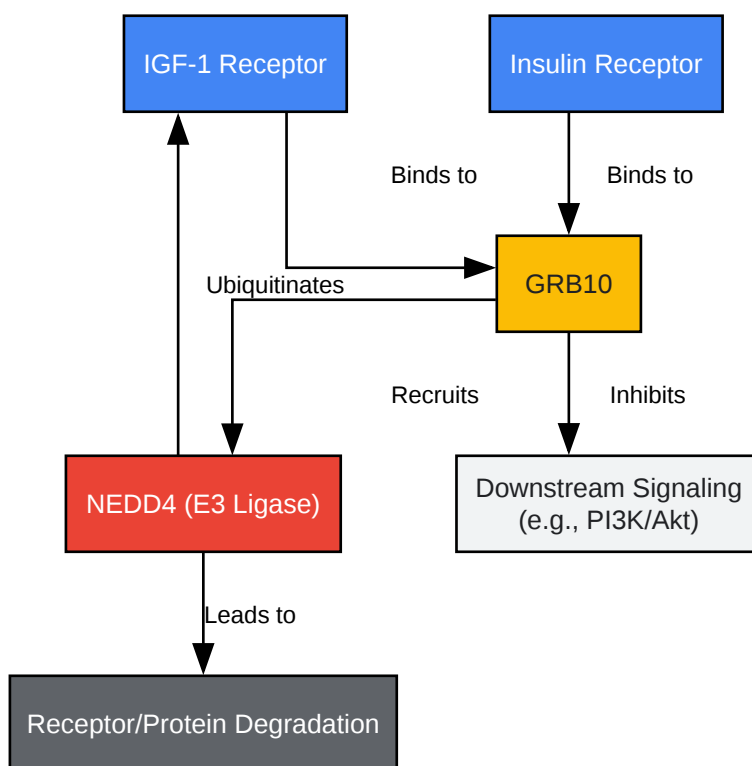 IGF-1 Receptor
Insulin Receptor
Binds to
Binds to
GRB10
Ubiquitinates
Recruits
Inhibits
NEDD4 (E3 Ligase)
Downstream Signaling
(e.g., PI3K/Akt)
Leads to
Receptor/Protein Degradation